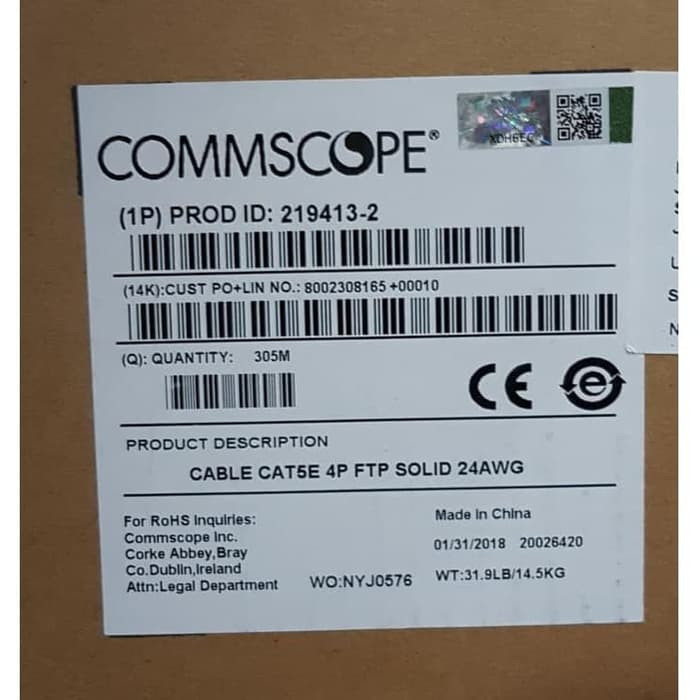 COMMSCOPE®
(1P) PROD ID: 219413-2
(14K):CUST PO+LIN NO.: 8002308165 +00010
(Q): QUANTITY: 305M
CE
PRODUCT DESCRIPTION
CABLE CAT5E 4P FTP SOLID 24AWG
For RoHS Inquiries:
Commscope Inc.
Corke Abbey,Bray
Co.Dublin,Ireland
Attn:Legal Department
WO:NYJ0576
Made in China
01/31/2018 20026420
WT:31.9LB/14.5KG